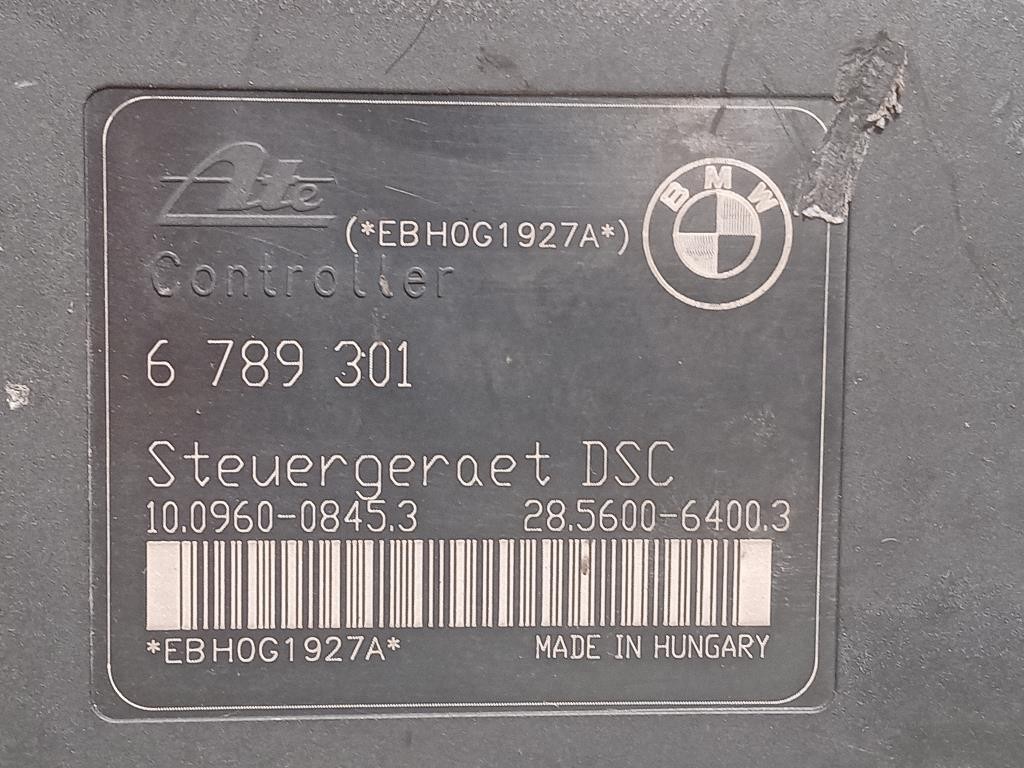 Ate
BMW
(*EBH0G1927A*)
Controller
6 789 301
Steuergeraet DSC
10.0960-0845.3 28.5600-6400.3
*EBH0G1927A* MADE IN HUNGARY